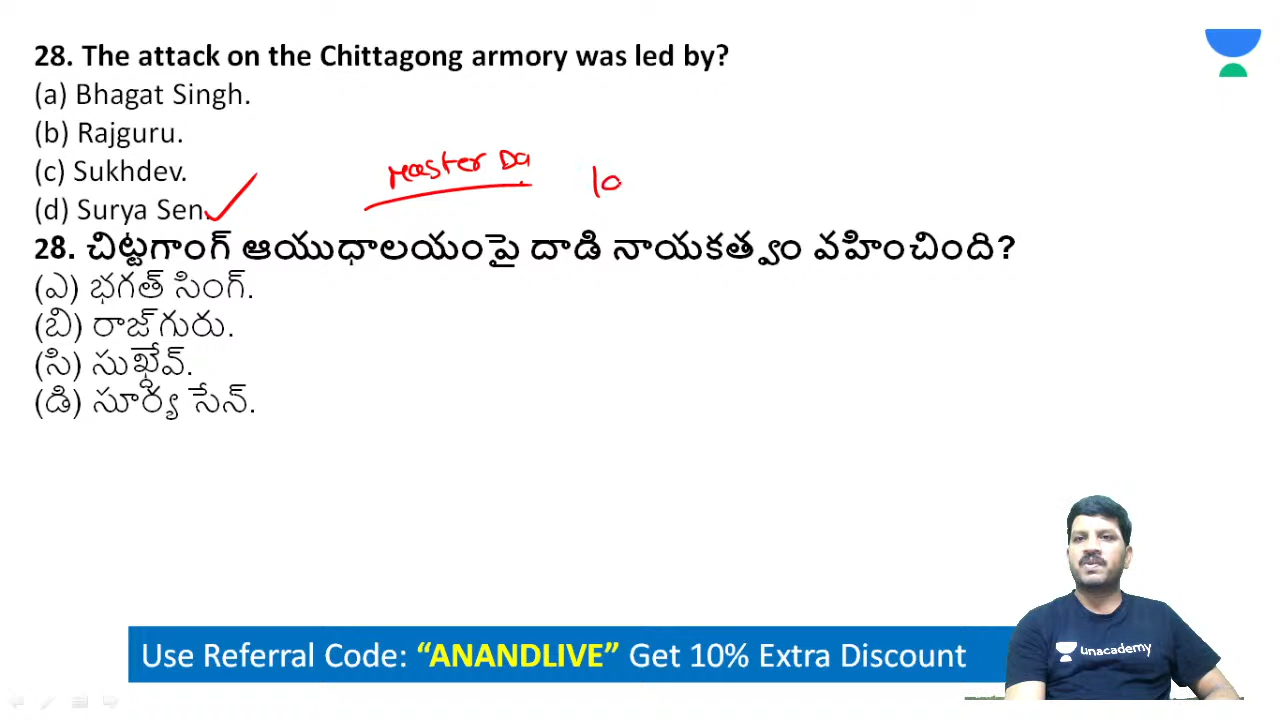 28. The attack on the Chittagong armory was led by?
(a) Bhagat Singh.
(b) Rajguru.
(c) Sukhdev.
Master Da 10
(d) Surya Sen.
28. చిట్టగాంగ్ ఆయుధాలయంపై దాడి నాయకత్వం వహించింది?
(ఎ) భగత్ సింగ్.
(బి) రాజ్‌గురు.
(సి) సుఖ్దేవ్.
(డి) సూర్య సేన్.
Use Referral Code: “ANANDLIVE” Get 10% Extra Discount
unacademy